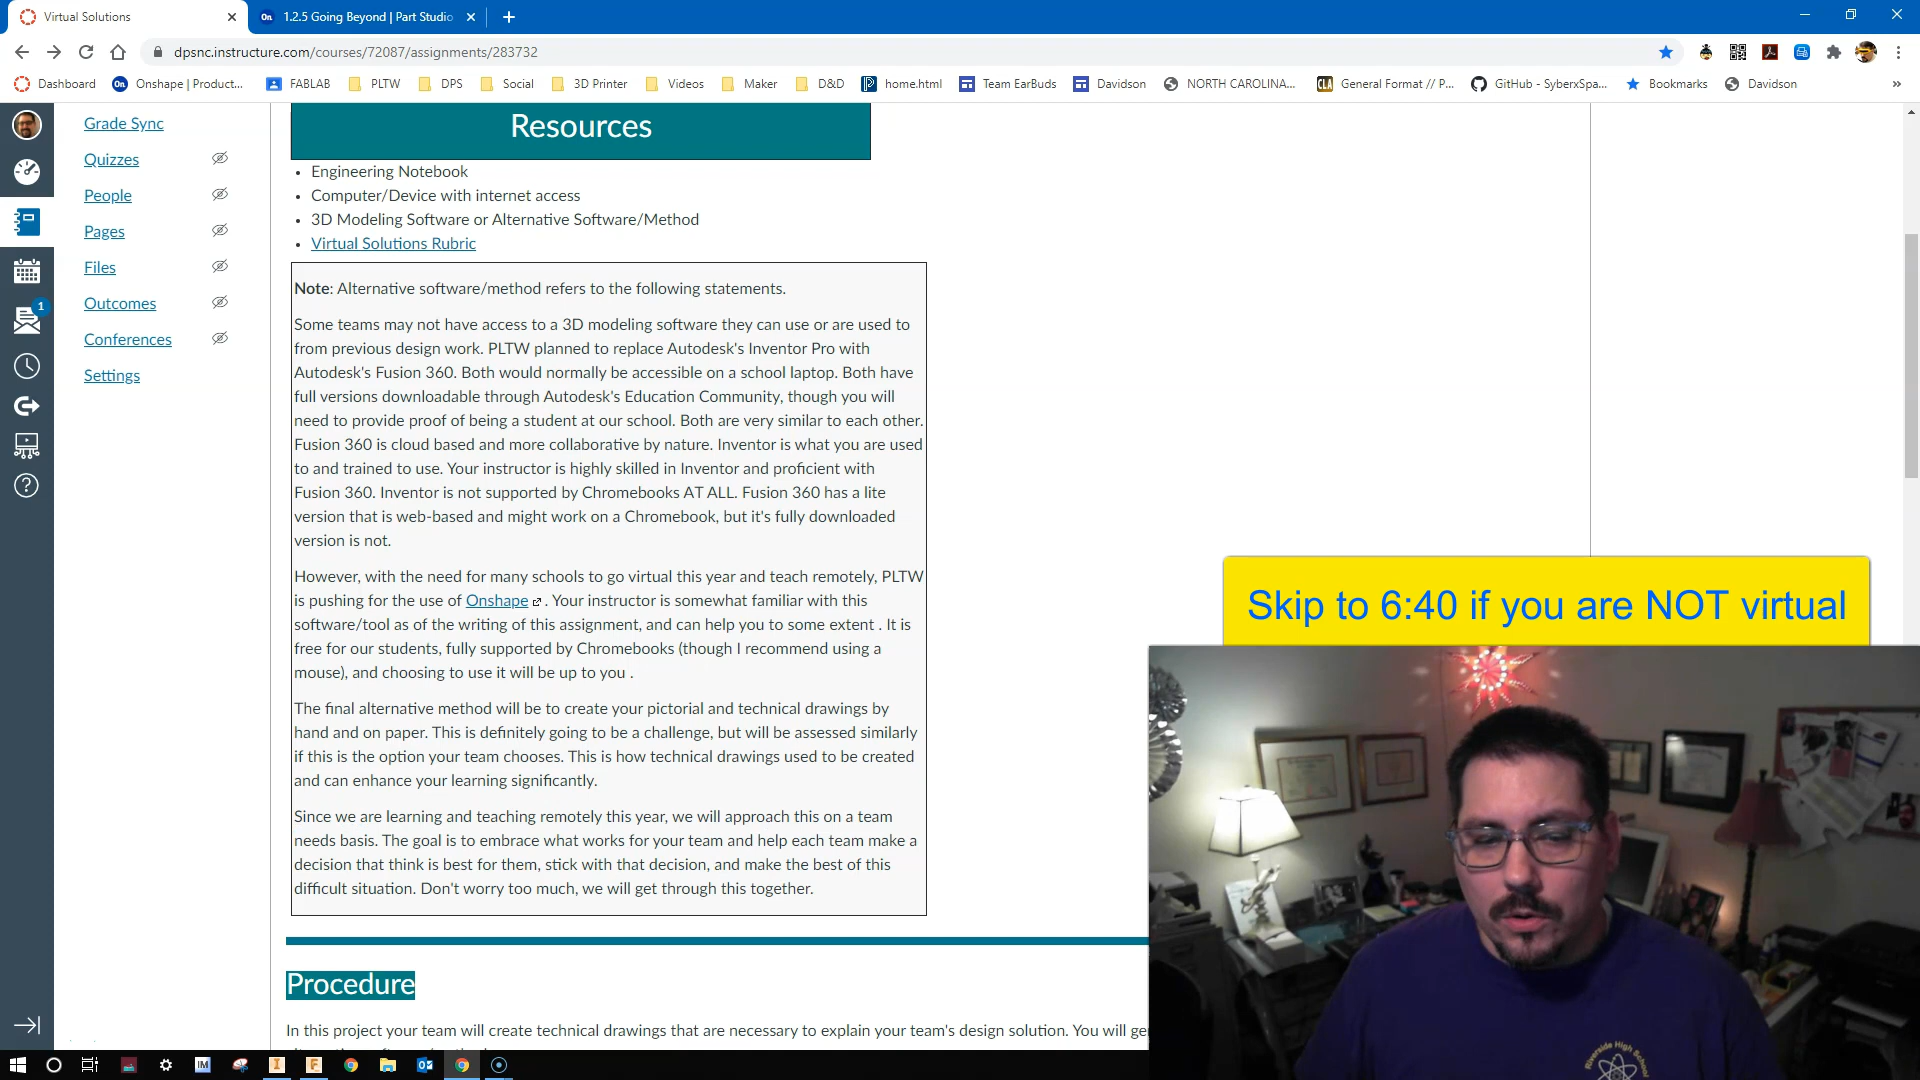 Virtual Solutions
1.2.5 Going Beyond | Part Studio
dpsnc.instructure.com/courses/72087/assignments/283732
Dashboard
Onshape | Product...
FABLAB
PLTW
DPS
Social
3D Printer
Videos
Maker
D&D
home.html
Team EarBuds
Davidson
NORTH CAROLINA...
General Format // P...
GitHub - SyberxSpa...
Bookmarks
Davidson
Grade Sync
Quizzes
People
Pages
Files
Outcomes
Conferences
Settings
1
Resources
• Engineering Notebook
• Computer/Device with internet access
• 3D Modeling Software or Alternative Software/Method
• Virtual Solutions Rubric
Note: Alternative software/method refers to the following statements.
Some teams may not have access to a 3D modeling software they can use or are used to
from previous design work. PLTW planned to replace Autodesk's Inventor Pro with
Autodesk's Fusion 360. Both would normally be accessible on a school laptop. Both have
full versions downloadable through Autodesk's Education Community, though you will
need to provide proof of being a student at our school. Both are very similar to each other.
Fusion 360 is cloud based and more collaborative by nature. Inventor is what you are used
to and trained to use. Your instructor is highly skilled in Inventor and proficient with
Fusion 360. Inventor is not supported by Chromebooks AT ALL. Fusion 360 has a lite
version that is web-based and might work on a Chromebook, but it's fully downloaded
version is not.
However, with the need for many schools to go virtual this year and teach remotely, PLTW
is pushing for the use of Onshape . Your instructor is somewhat familiar with this
software/tool as of the writing of this assignment, and can help you to some extent . It is
free for our students, fully supported by Chromebooks (though I recommend using a
mouse), and choosing to use it will be up to you .
The final alternative method will be to create your pictorial and technical drawings by
hand and on paper. This is definitely going to be a challenge, but will be assessed similarly
if this is the option your team chooses. This is how technical drawings used to be created
and can enhance your learning significantly.
Since we are learning and teaching remotely this year, we will approach this on a team
needs basis. The goal is to embrace what works for your team and help each team make a
decision that think is best for them, stick with that decision, and make the best of this
difficult situation. Don't worry too much, we will get through this together.
Procedure
In this project your team will create technical drawings that are necessary to explain your team's design solution. You will ge
Skip to 6:40 if you are NOT virtual
Riverside High School